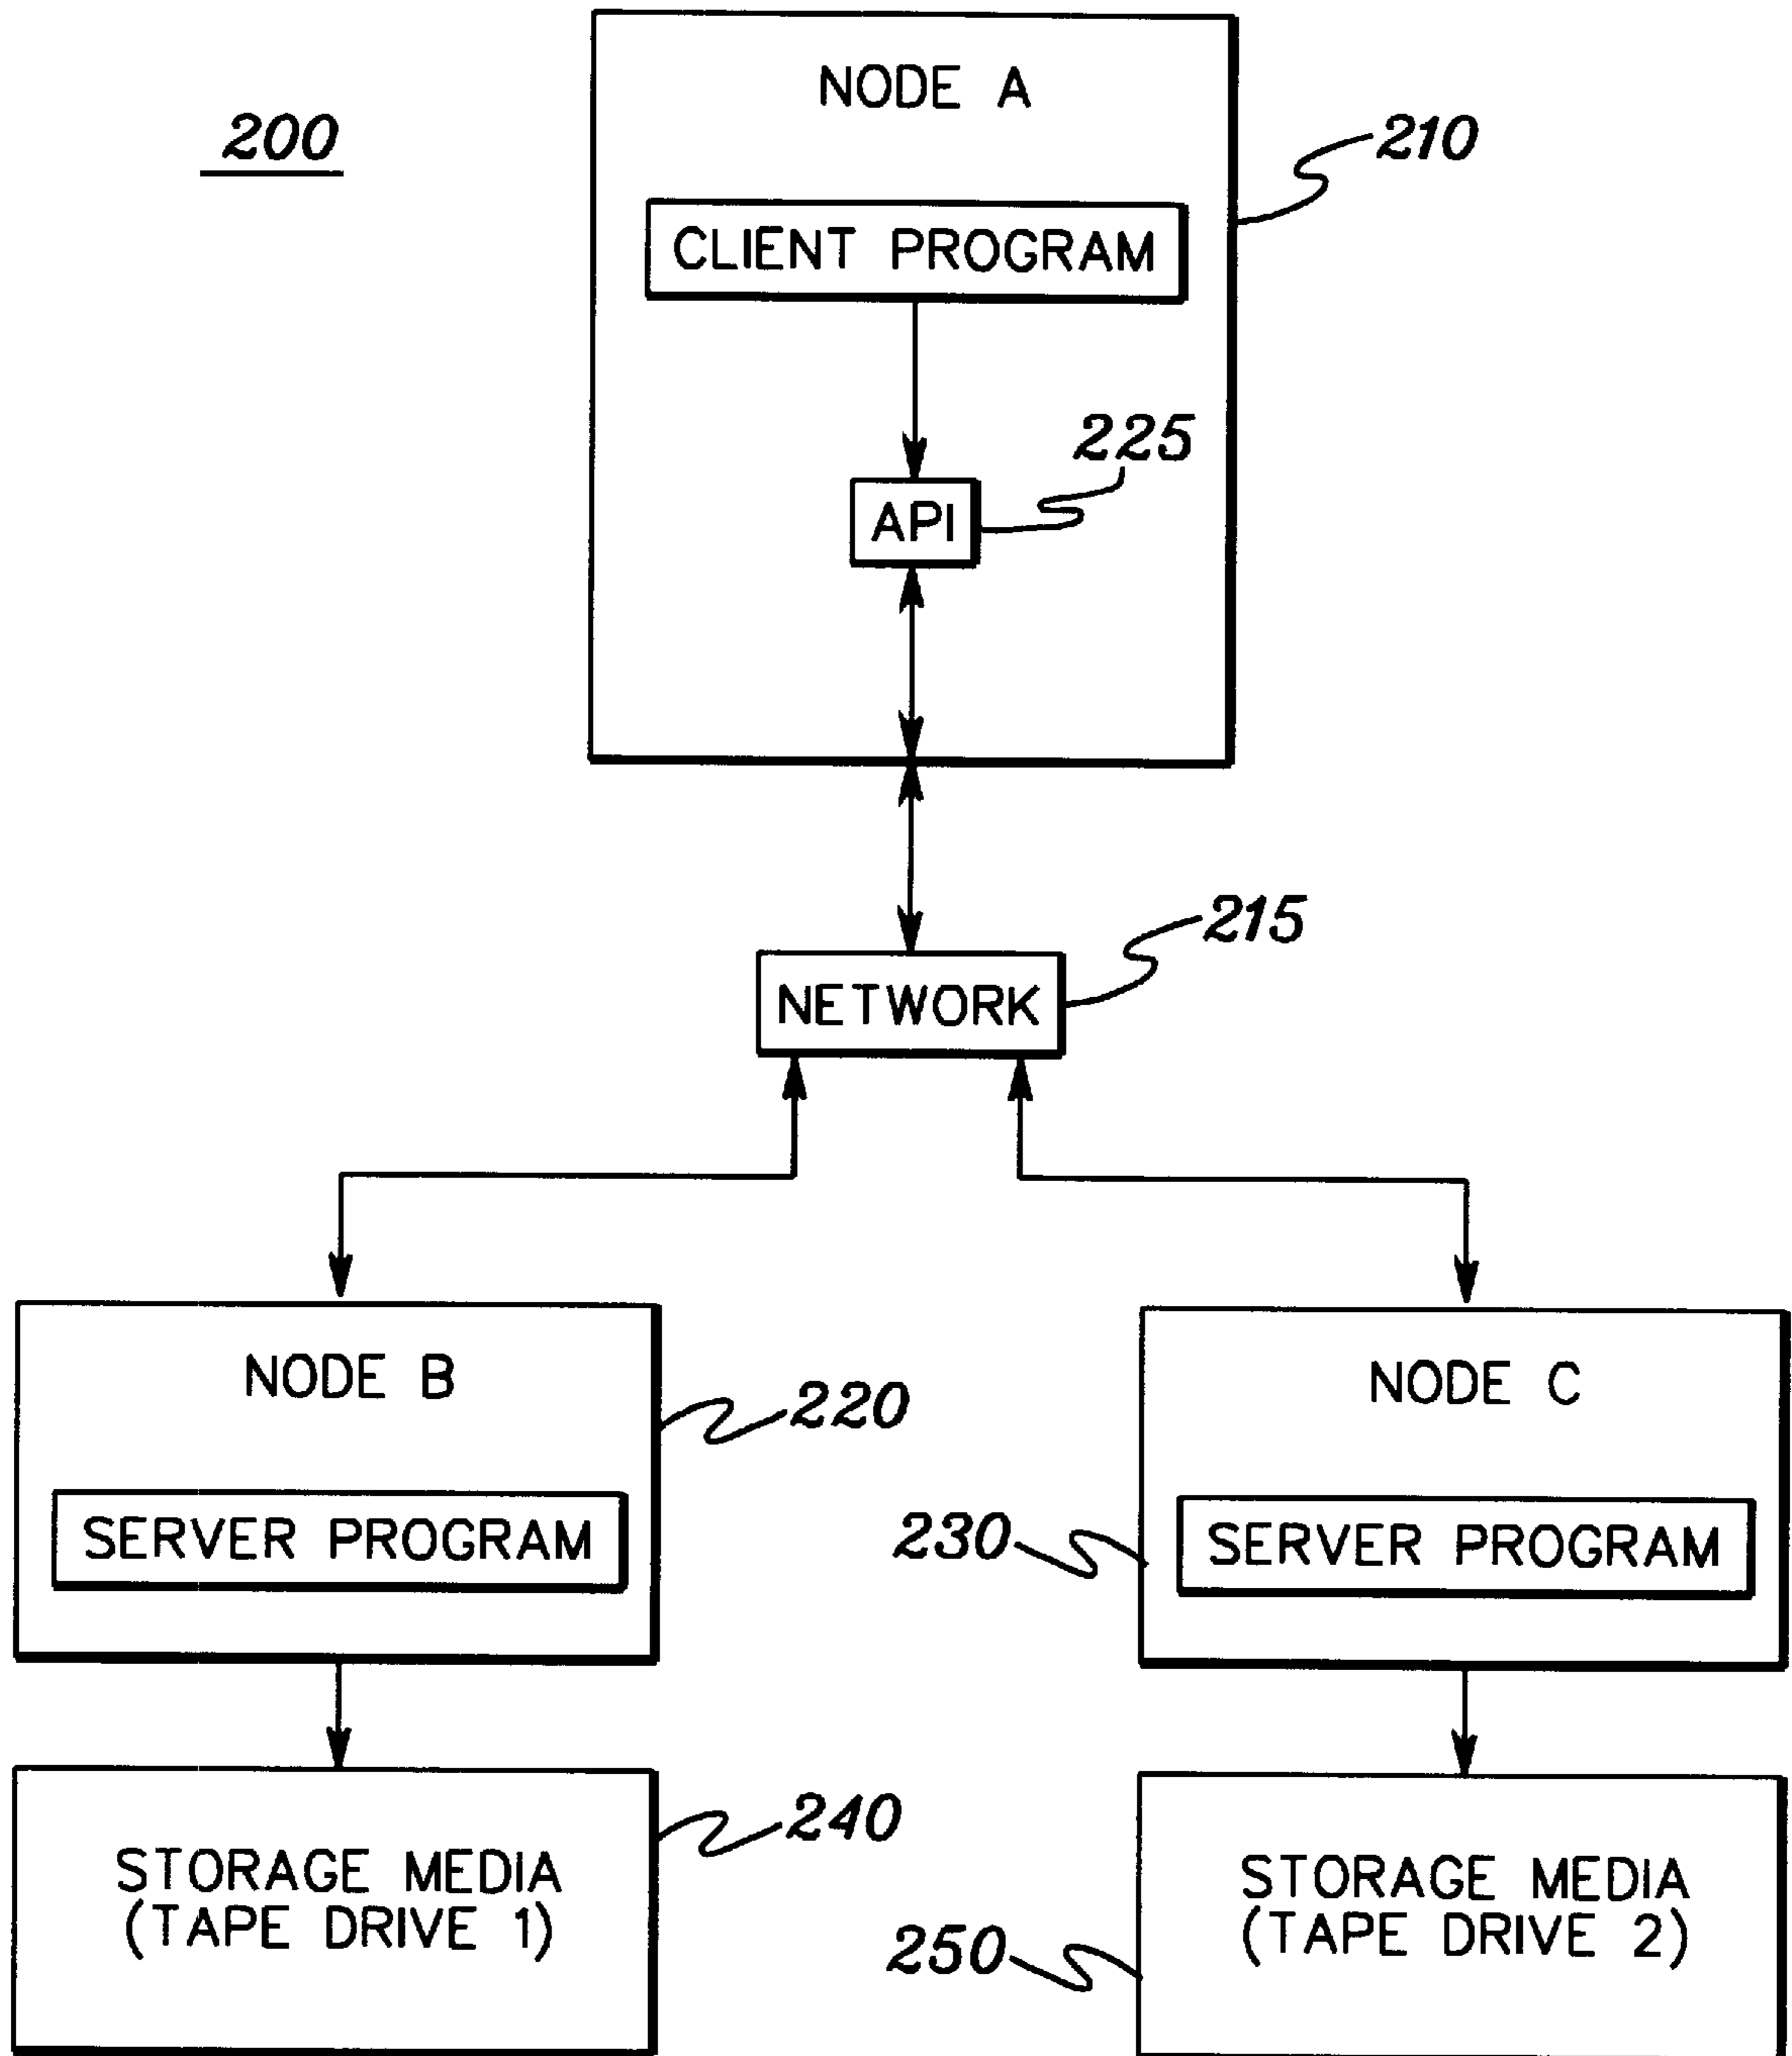 NODE A
200
210
CLIENT PROGRAM
225
API
215
NETWORK
NODE B
NODE C
220
SERVER PROGRAM
230
SERVER PROGRAM
240
STORAGE MEDIA
(TAPE DRIVE 1)
STORAGE MEDIA
(TAPE DRIVE 2)
250